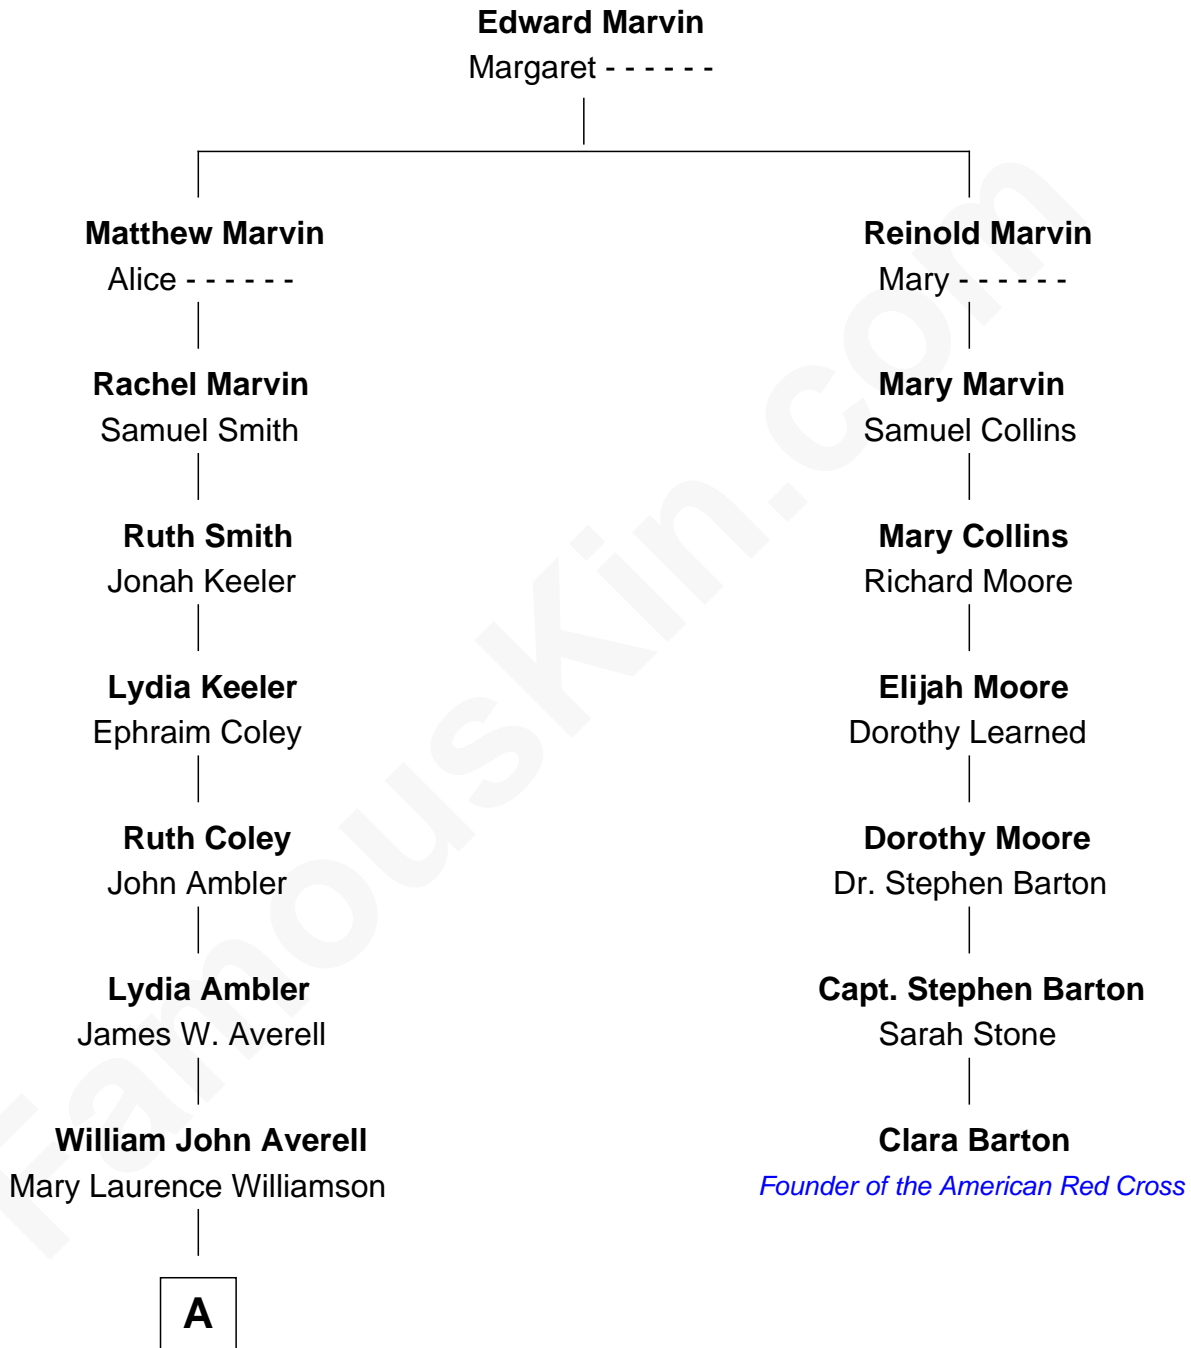 Edward Marvin
Margaret - - - - - -
Matthew Marvin
Alice - - - - - -
Rachel Marvin
Samuel Smith
Ruth Smith
Jonah Keeler
Lydia Keeler
Ephraim Coley
Ruth Coley
John Ambler
Lydia Ambler
James W. Averell
William John Averell
Mary Laurence Williamson
A
Reinold Marvin
Mary - - - - - -
Mary Marvin
Samuel Collins
Mary Collins
Richard Moore
Elijah Moore
Dorothy Learned
Dorothy Moore
Dr. Stephen Barton
Capt. Stephen Barton
Sarah Stone
Clara Barton
Founder of the American Red Cross
FamousKin.com